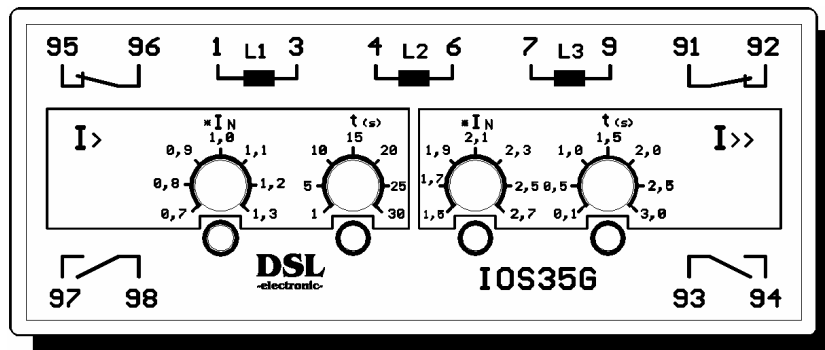 95 96 1 L1 3 4 L2 6 7 L3 9 91 92
I> *IN t(s) *IN t(s) I>>
1,0 15 2,1 1,5
0,9 1,1 10 20 1,9 2,3 1,0 2,0
0,8 1,2 5 25 1,7 2,5 0,5 2,5
0,7 1,3 1 30 1,5 2,7 0,1 3,0
DSL
-electronic-
IOS35G
97 98 93 94